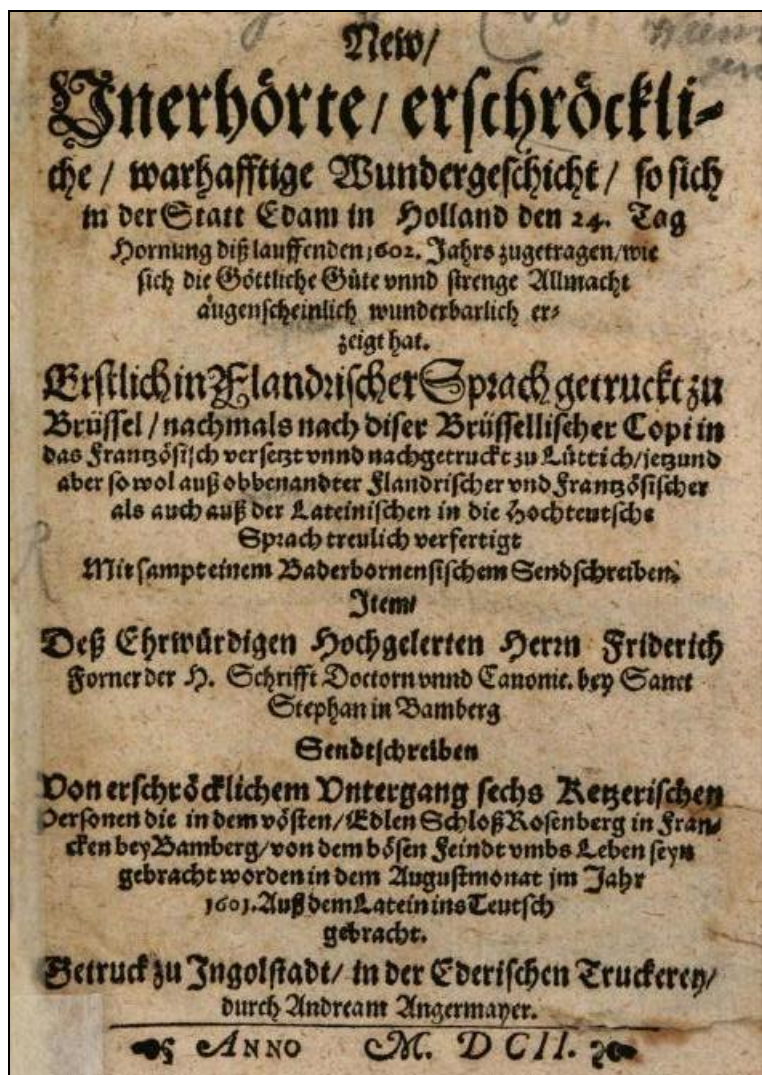 New/
Vnerhörte/ erschröckli⸗
che / warhafftige Wundergeschicht / so sich
in der Statt Edam in Holland den 24. Tag
Hornung diß lauffenden 1602. Jahrs zugetragen/wie
sich die Göttliche Güte vnnd strenge Allmacht
augenscheinlich wunderbarlich er⸗
zeigt hat.
Erstlich in Flandrischer Sprach getruckt zu
Brüssel / nachmals nach diser Brüssellischer Copi in
das Frantzösisch versetzt vnnd nachgetruckt zu Lüttich/jetzund
aber so wol auß obbenandter Flandrischer vnd Frantzösischer
als auch auß der Lateinischen in die Hochteutsche
Sprach treulich verfertigt
Mit sampt einem Baderbornensischem Sendschreiben.
Item/
Deß Ehrwürdigen Hochgelerten Herrn Friderich
Forner der H. Schrifft Doctorn vnnd Canonic. bey Sanct
Stephan in Bamberg
Sendtschreiben
Von erschröcklichem Vntergang sechs Ketzerischen
Personen die in dem vösten/Edlen Schloß Rosenberg in Fran⸗
cken bey Bamberg/von dem bösen Feindt vmbs Leben seyn
gebracht worden in dem Augustmonat jm Jahr
1601. Auß dem Latein ins Teutsch
gebracht.
Getruck zu Ingolstadt/ in der Ederischen Truckerey/
durch Andream Angermayer.
ANNO M. DCII.